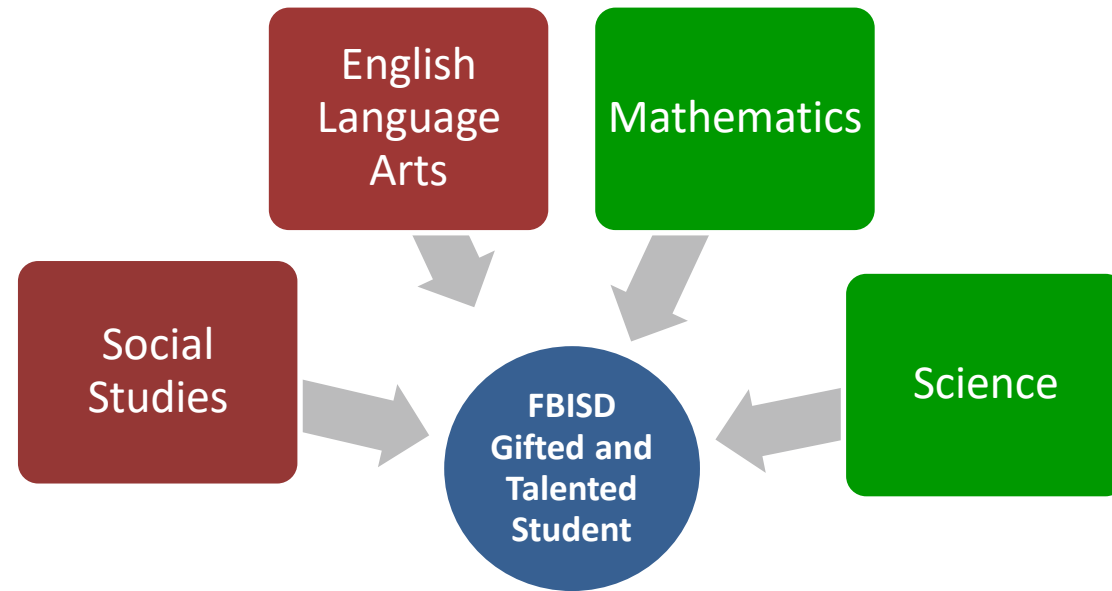 English
Language
Arts
Mathematics
Social
Studies
Science
FBISD
Gifted and
Talented
Student